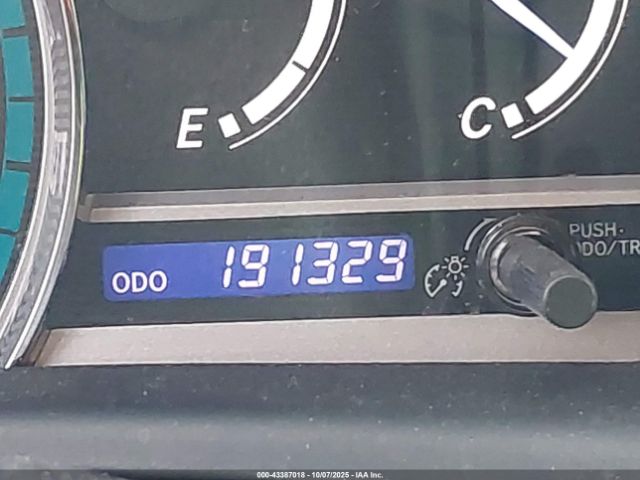 E
C
ODO 191329
PUSH·
ODO/TR
000-43387018 - 10/07/2025 - IAA Inc.